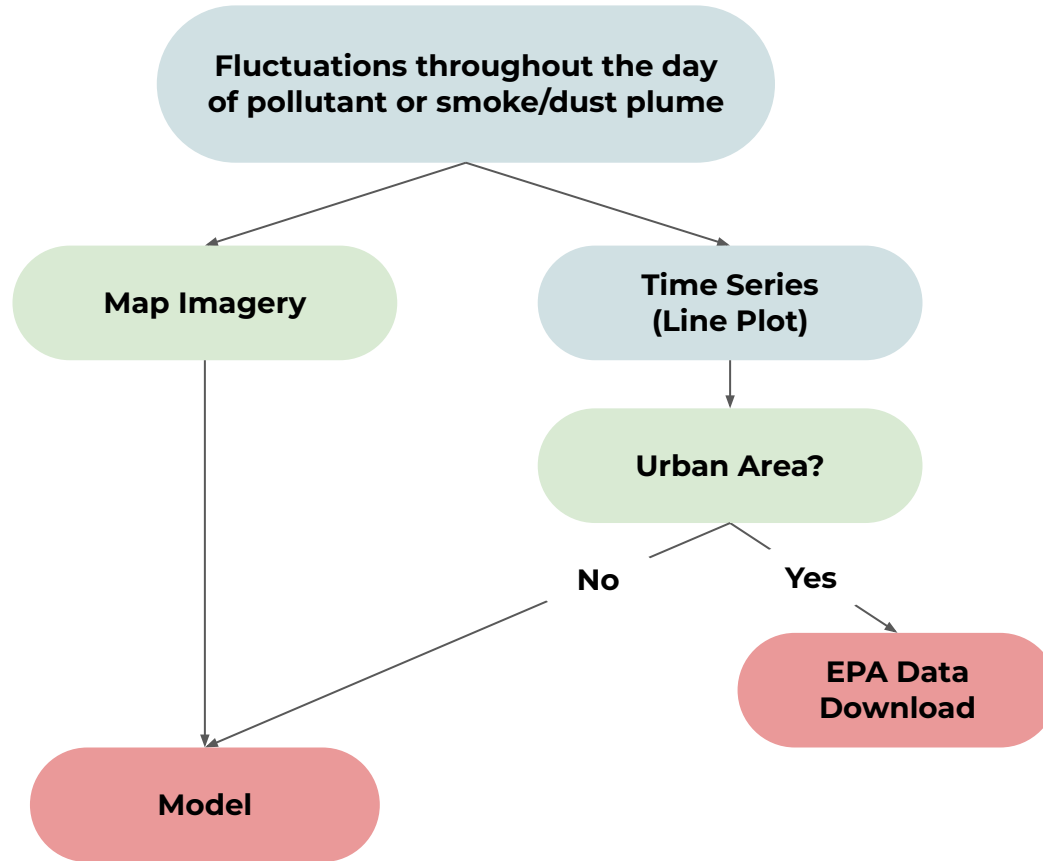 Fluctuations throughout the day
of pollutant or smoke/dust plume
Map Imagery
Time Series
(Line Plot)
Urban Area?
No
Yes
EPA Data
Download
Model